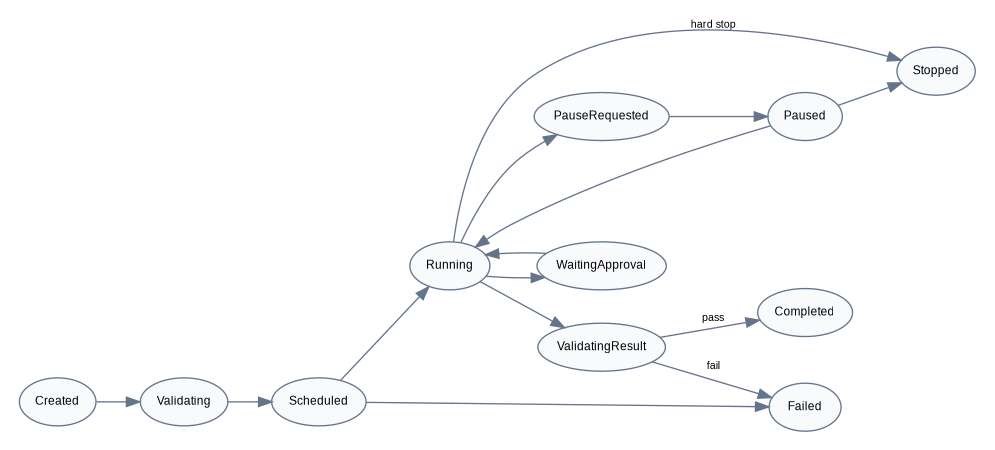 hard stop
Stopped
PauseRequested
Paused
Running
WaitingApproval
Completed
pass
ValidatingResult
fail
Created
Validating
Scheduled
Failed